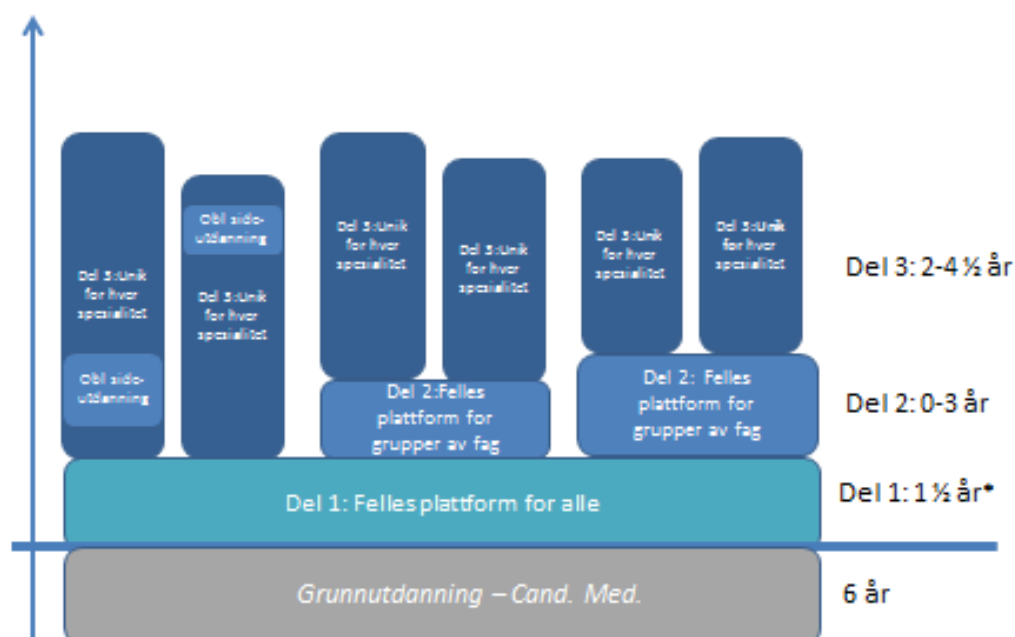 Obl sido-
utdanning
Del 3:Unik
for hver
spesialitet
Del 3:Unik
for hver
spesialitet
Del 3:Unik
for hver
spesialitet
Del 3:Unik
for hver
spesialitet
Del 3:Unik
for hver
spesialitet
Del 3:Unik
for hver
spesialitet
Del 3: 2-4 ½ år
Obl sido-
utdanning
Del 2:Felles
plattform for
grupper av fag
Del 2: Felles
plattform for
grupper av fag
Del 2: 0-3 år
Del 1: Felles plattform for alle
Del 1: 1 ½ år*
Grunnutdanning – Cand. Med.
6 år